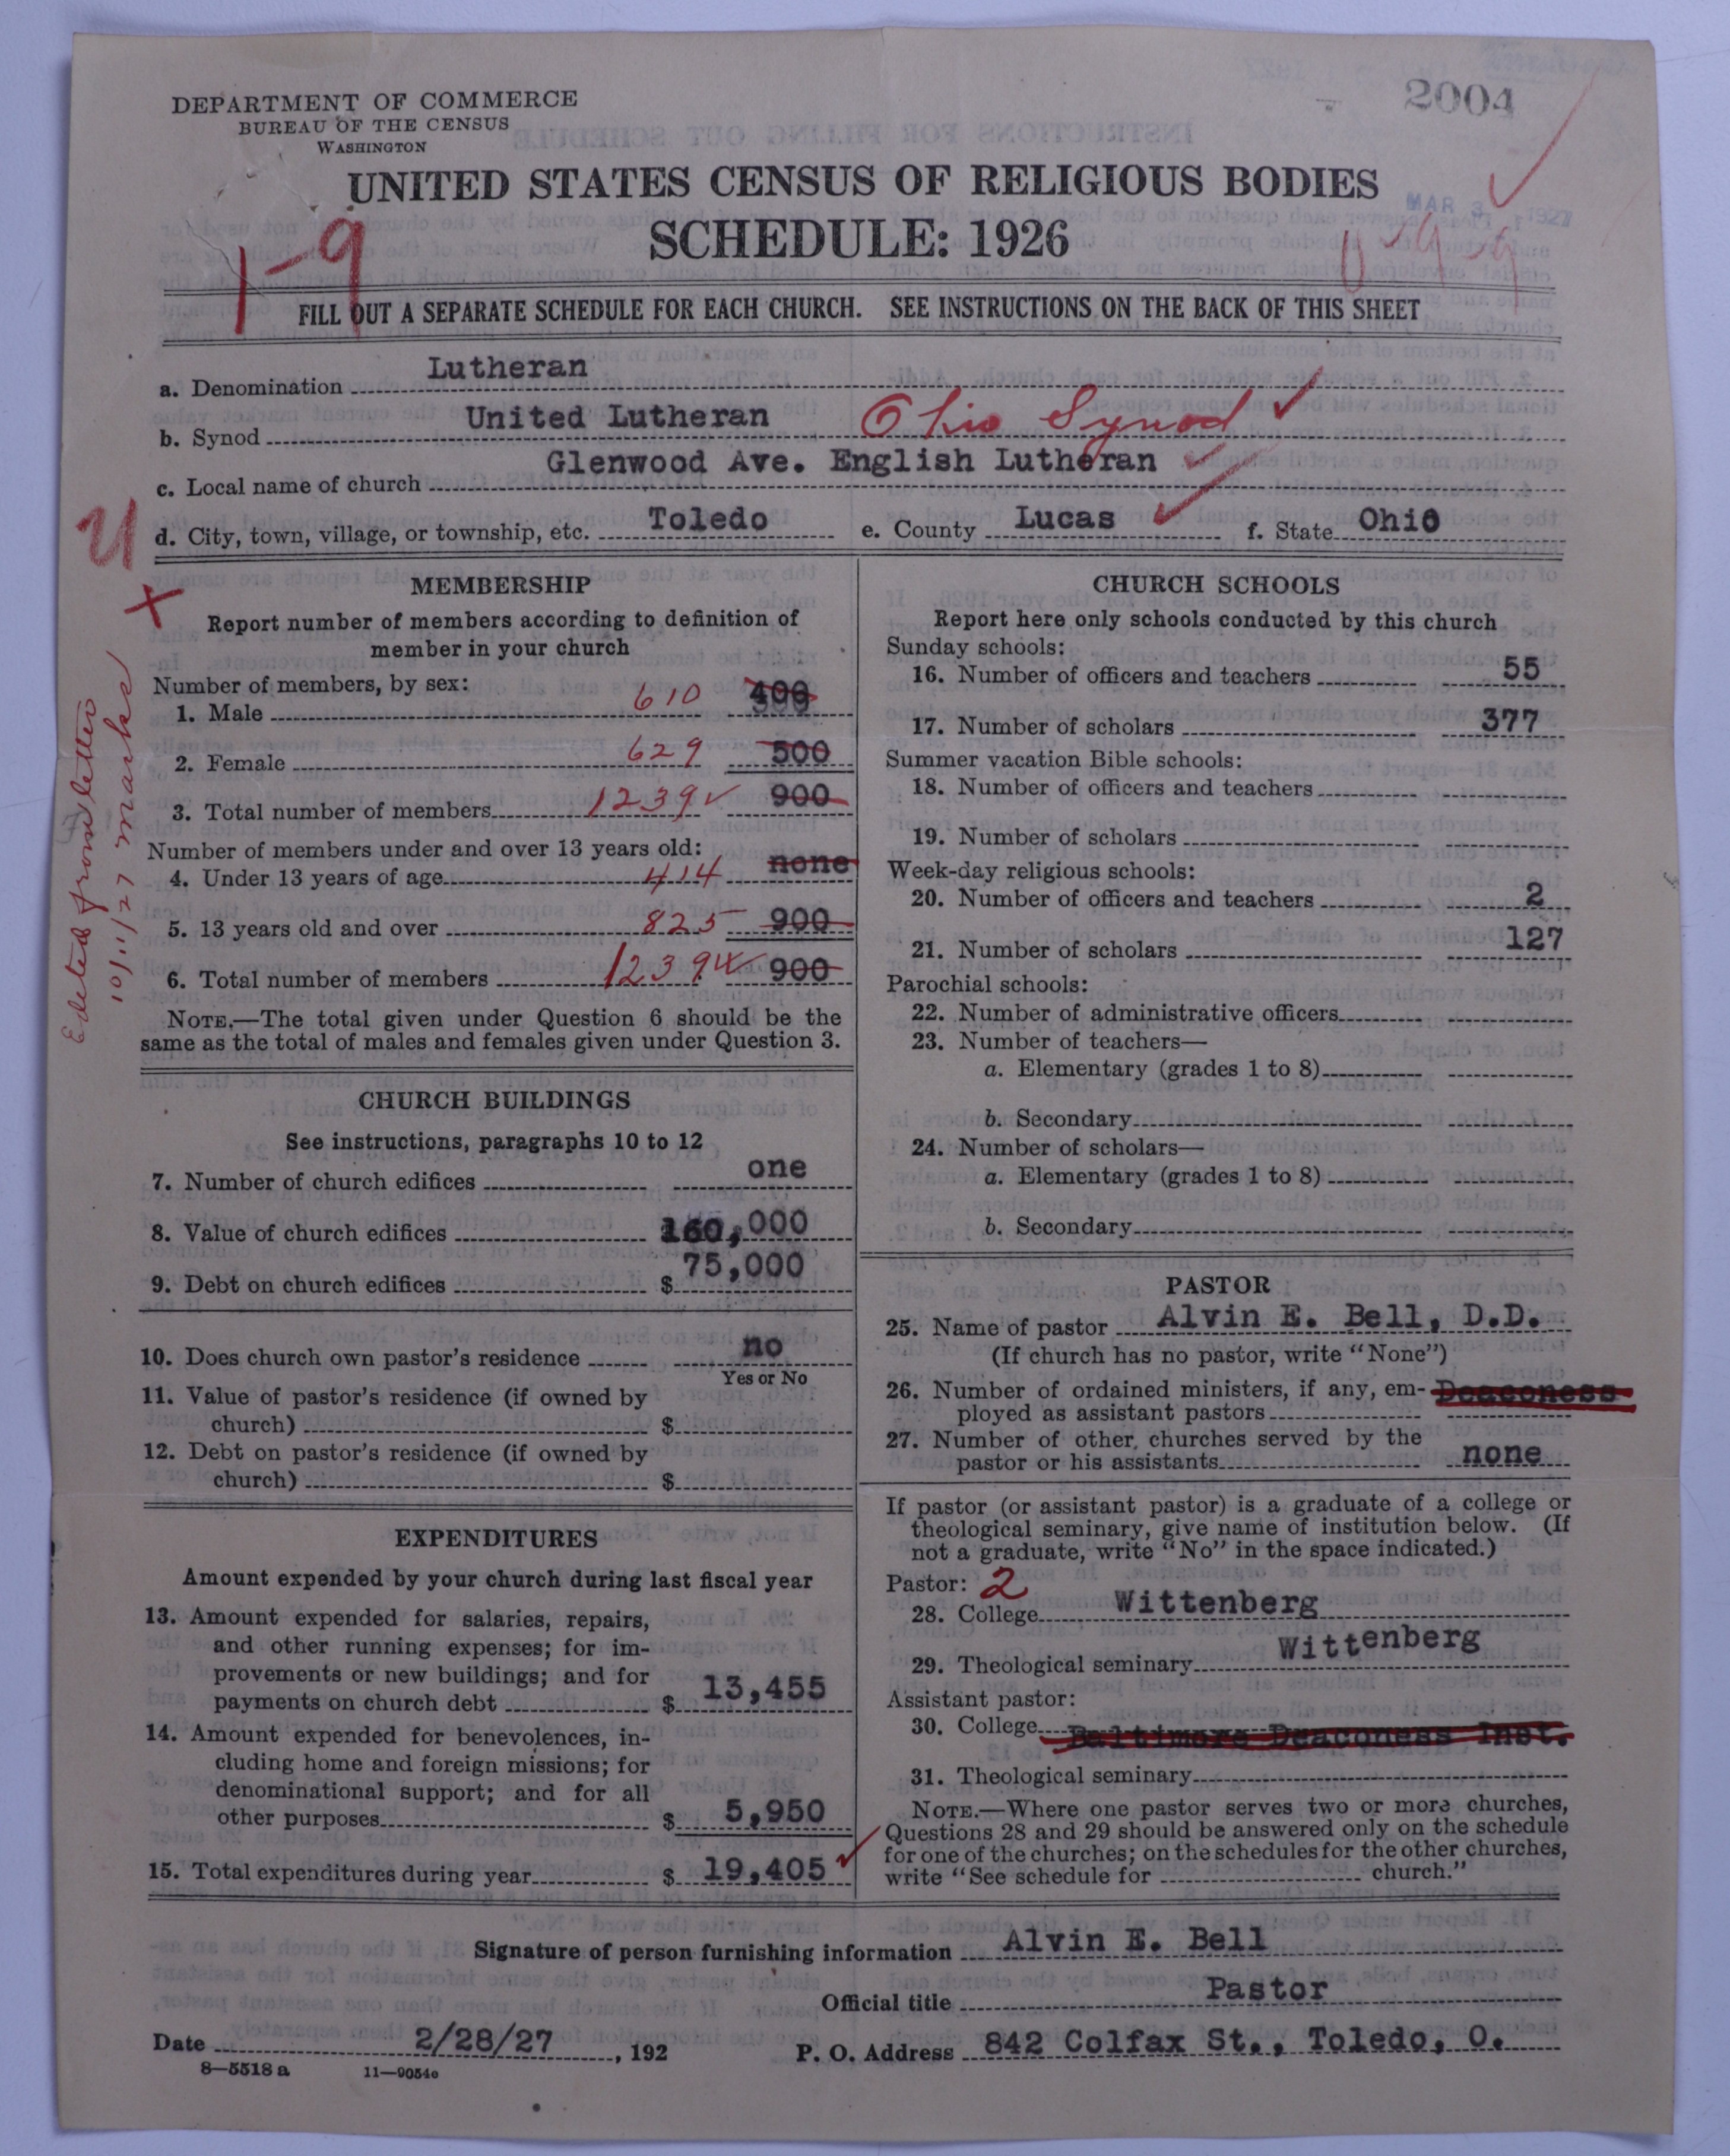 DEPARTMENT OF COMMERCE
BUREAU OF THE CENSUS
WASHINGTON
2004
UNITED STATES CENSUS OF RELIGIOUS BODIES
MAR 3 1927
SCHEDULE: 1926
1-9
FILL OUT A SEPARATE SCHEDULE FOR EACH CHURCH. SEE INSTRUCTIONS ON THE BACK OF THIS SHEET
a. Denomination Lutheran
b. Synod United Lutheran Ohio Synod ✓
c. Local name of church Glenwood Ave. English Lutheran ✓
d. City, town, village, or township, etc. Toledo e. County Lucas ✓ f. State Ohio
U
X
Edited from letter
10/11/27 Marks
MEMBERSHIP
Report number of members according to definition of
member in your church
Number of members, by sex:
1. Male 610 400
2. Female 629 500
3. Total number of members 1239 ✓ 900
Number of members under and over 13 years old:
4. Under 13 years of age 414 none
5. 13 years old and over 825 900
6. Total number of members 1239 900
NOTE.—The total given under Question 6 should be the
same as the total of males and females given under Question 3.
CHURCH BUILDINGS
See instructions, paragraphs 10 to 12
7. Number of church edifices one
8. Value of church edifices 160,000
9. Debt on church edifices $ 75,000
10. Does church own pastor's residence no
Yes or No
11. Value of pastor's residence (if owned by
church) $
12. Debt on pastor's residence (if owned by
church) $
EXPENDITURES
Amount expended by your church during last fiscal year
13. Amount expended for salaries, repairs,
and other running expenses; for im-
provements or new buildings; and for
payments on church debt $ 13,455
14. Amount expended for benevolences, in-
cluding home and foreign missions; for
denominational support; and for all
other purposes $ 5,950
15. Total expenditures during year $ 19,405 ✓
CHURCH SCHOOLS
Report here only schools conducted by this church
Sunday schools:
16. Number of officers and teachers 55
17. Number of scholars 377
Summer vacation Bible schools:
18. Number of officers and teachers
19. Number of scholars
Week-day religious schools:
20. Number of officers and teachers 2
21. Number of scholars 127
Parochial schools:
22. Number of administrative officers
23. Number of teachers—
a. Elementary (grades 1 to 8)
b. Secondary
24. Number of scholars—
a. Elementary (grades 1 to 8)
b. Secondary
PASTOR
25. Name of pastor Alvin E. Bell, D.D.
(If church has no pastor, write "None")
26. Number of ordained ministers, if any, em- Deaconess
ployed as assistant pastors
27. Number of other churches served by the
pastor or his assistants none
If pastor (or assistant pastor) is a graduate of a college or
theological seminary, give name of institution below. (If
not a graduate, write "No" in the space indicated.)
Pastor: 2
28. College Wittenberg
29. Theological seminary Wittenberg
Assistant pastor:
30. College Baltimore Deaconess Inst.
31. Theological seminary
NOTE.—Where one pastor serves two or more churches,
Questions 28 and 29 should be answered only on the schedule
for one of the churches; on the schedules for the other churches,
write "See schedule for church."
Signature of person furnishing information Alvin E. Bell
Official title Pastor
Date 2/28/27, 192 P. O. Address 842 Colfax St., Toledo, O.
8—5518 a 11—9054c